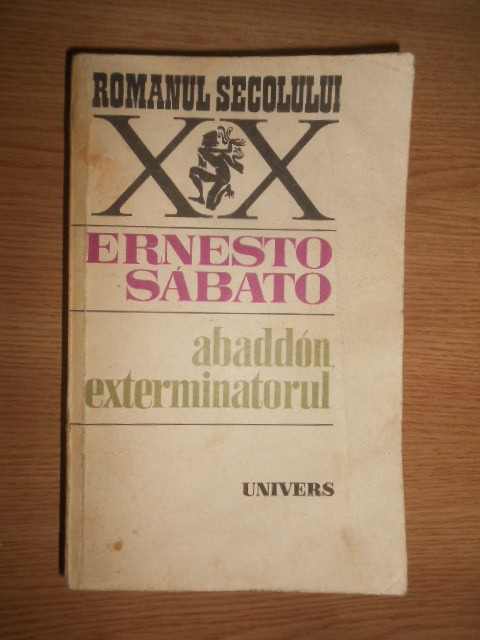 ROMANUL SECOLULUI
XX
ERNESTO
SÁBATO
abaddón,
exterminatorul
UNIVERS